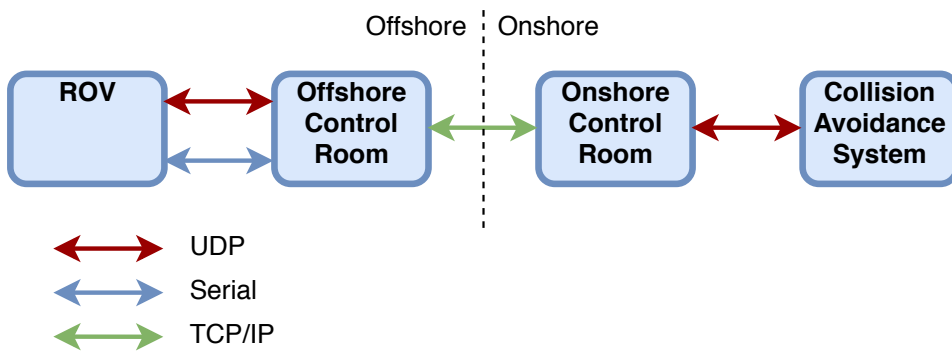 Offshore
Onshore
ROV
Offshore
Control
Room
Onshore
Control
Room
Collision
Avoidance
System
UDP
Serial
TCP/IP